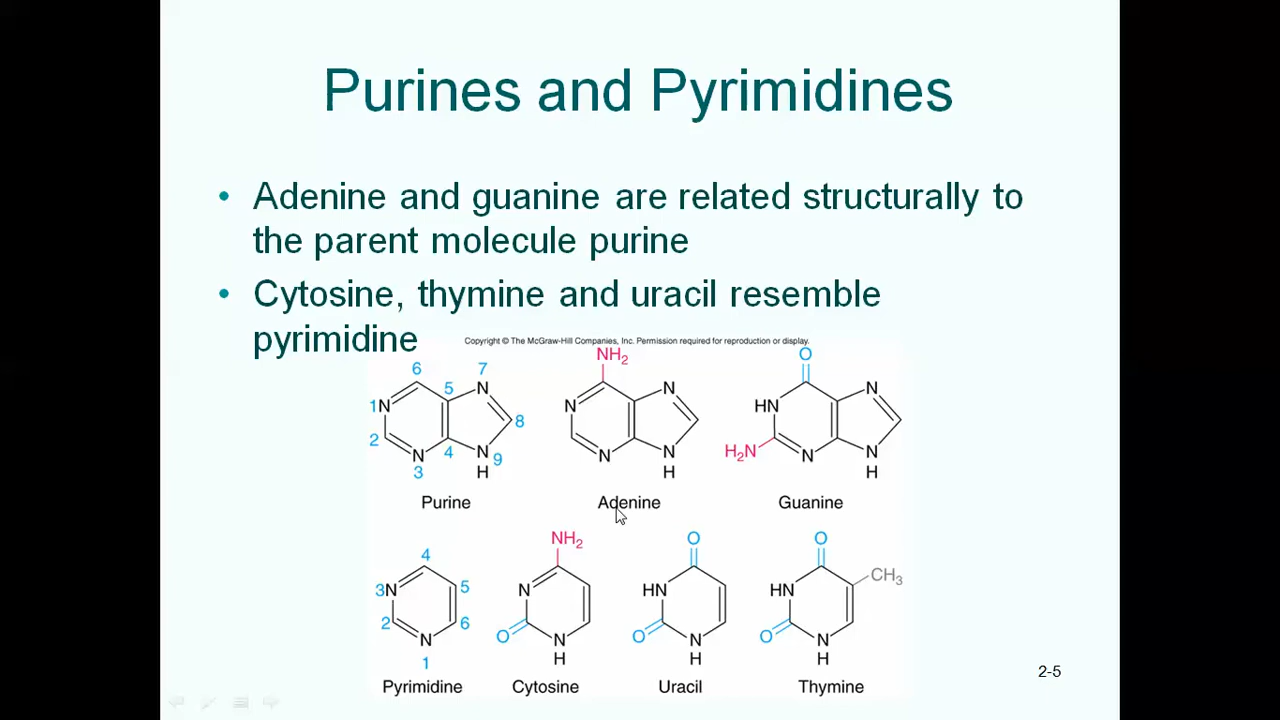 Purines and Pyrimidines
• Adenine and guanine are related structurally to
the parent molecule purine
• Cytosine, thymine and uracil resemble
pyrimidine
Copyright © The McGraw-Hill Companies, Inc. Permission required for reproduction or display.
6 7 NH2 O
5 N N N
1N 8 N HN
2 4 N 9 N H2N N N
N H N H H
3
Purine Adenine Guanine
4 NH2 O O
3N 5 N HN HN CH3
2 6 O O O
N N N N
1 H H H
Pyrimidine Cytosine Uracil Thymine
2-5